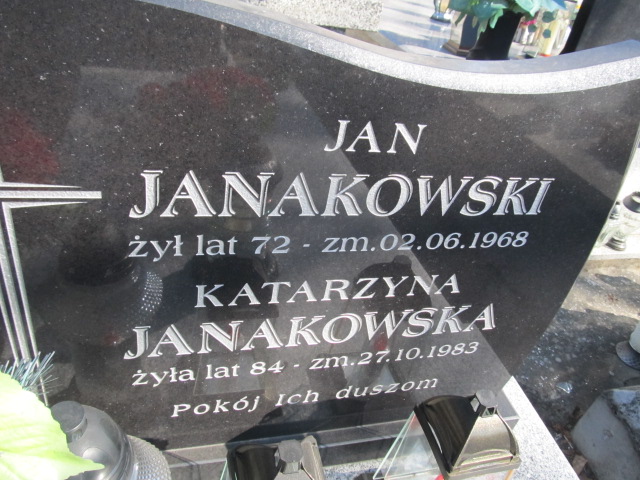 JAN
JANAKOWSKI
żył lat 72 - zm.02.06.1968
KATARZYNA
JANAKOWSKA
żyła lat 84 - zm.27.10.1983
Pokój Ich duszom